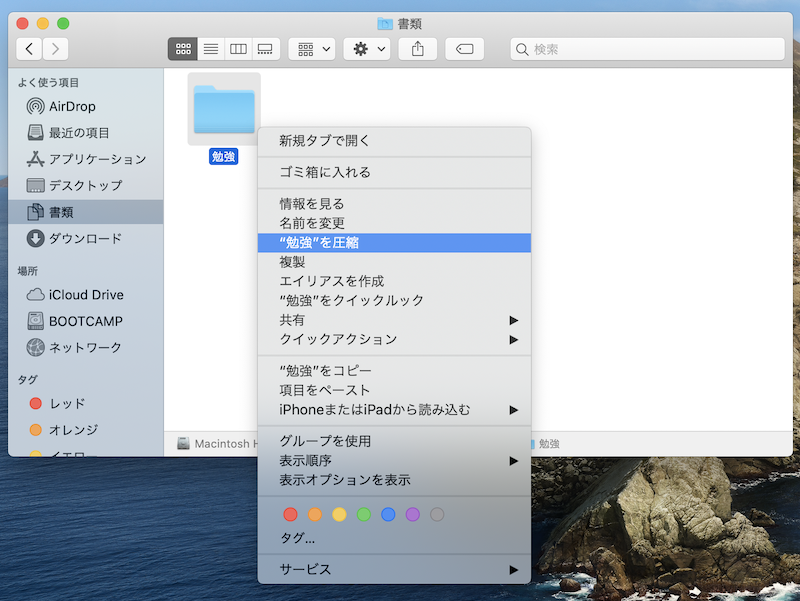 書類
検索
よく使う項目
AirDrop
最近の項目
アプリケーション
デスクトップ
書類
ダウンロード
場所
iCloud Drive
BOOTCAMP
ネットワーク
タグ
レッド
オレンジ
イエロー
勉強
新規タブで開く
ゴミ箱に入れる
情報を見る
名前を変更
“勉強”を圧縮
複製
エイリアスを作成
“勉強”をクイックルック
共有
クイックアクション
“勉強”をコピー
項目をペースト
iPhoneまたはiPadから読み込む
グループを使用
表示順序
表示オプションを表示
タグ...
サービス
Macintosh H
勉強